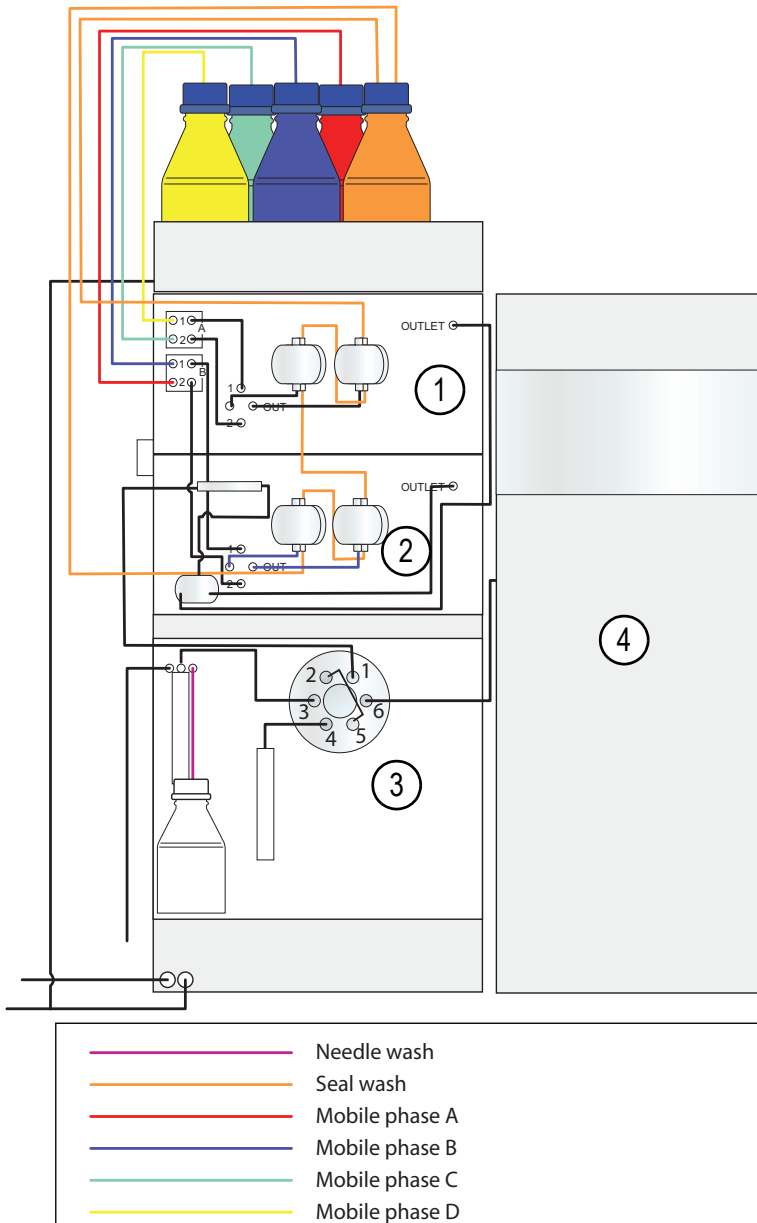 1 A
2
OUTLET
1
B
2
1
OUT
2
1
OUTLET
1
OUT
2
2
2 1
3 6
4 5
3
4
Needle wash
Seal wash
Mobile phase A
Mobile phase B
Mobile phase C
Mobile phase D